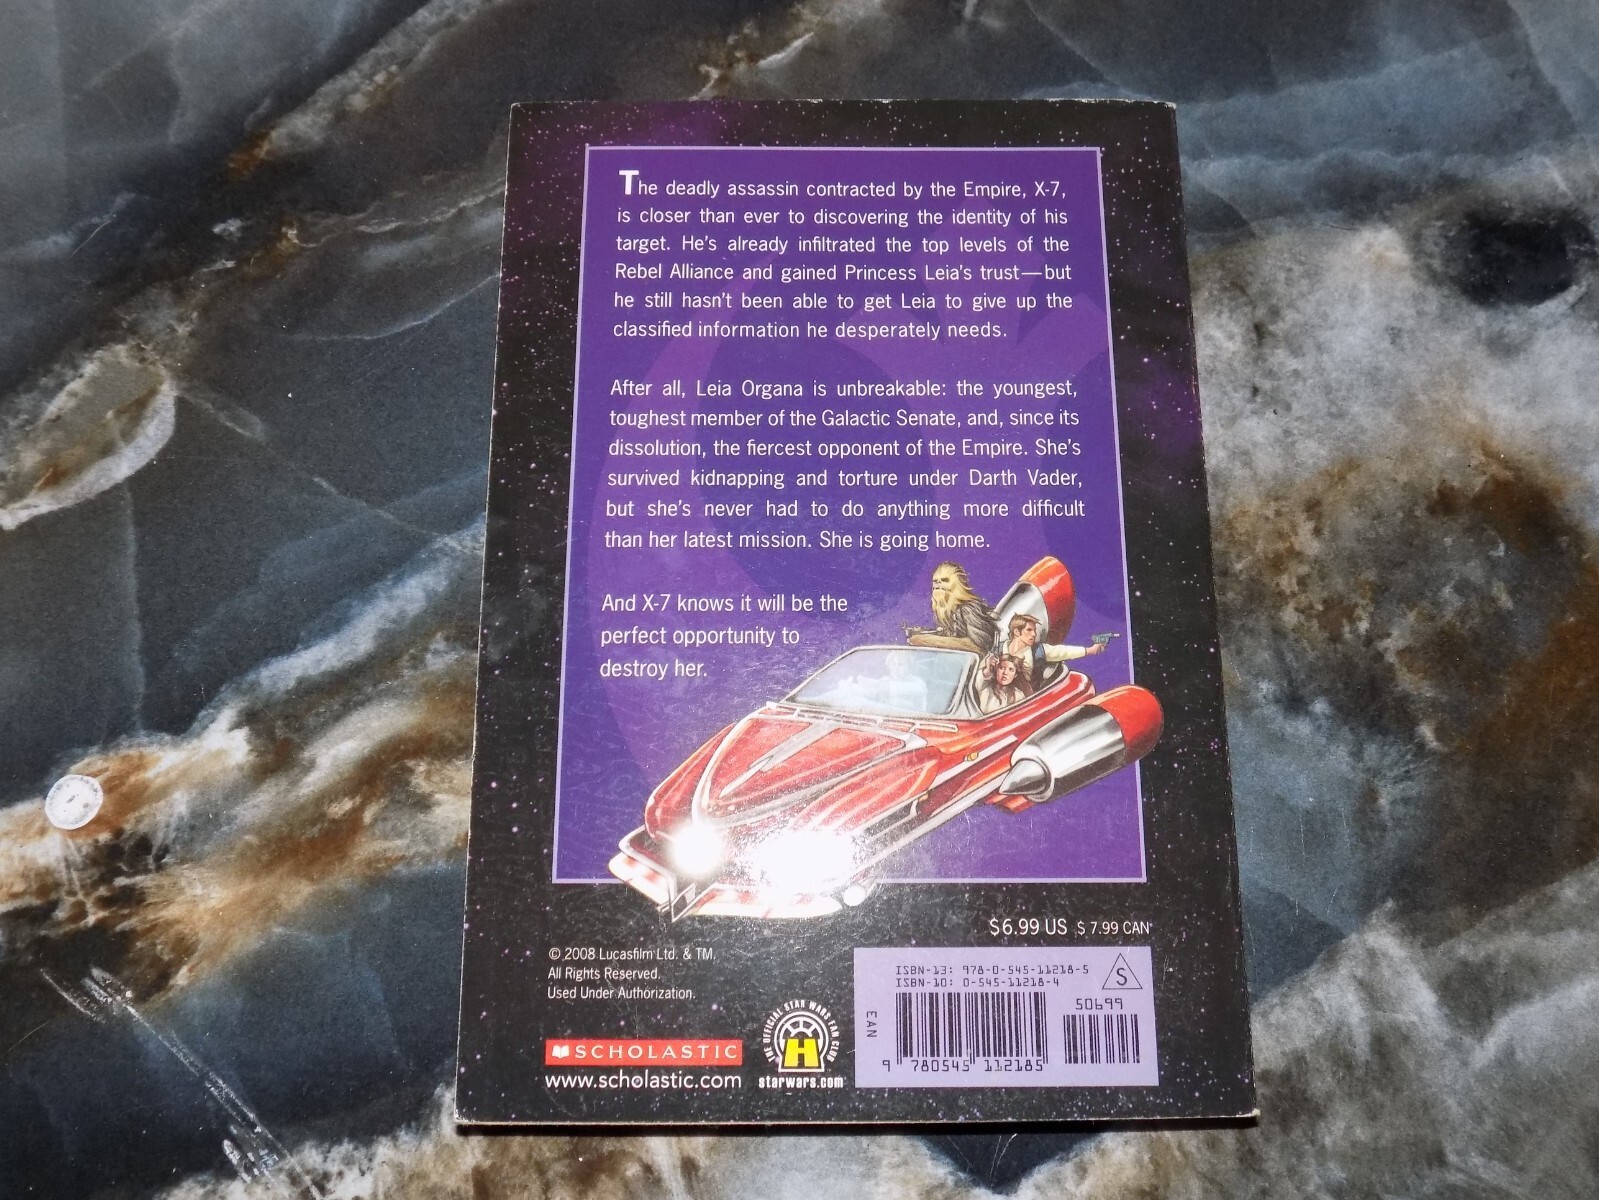 The deadly assassin contracted by the Empire, X-7,
is closer than ever to discovering the identity of his
target. He's already infiltrated the top levels of the
Rebel Alliance and gained Princess Leia's trust—but
he still hasn't been able to get Leia to give up the
classified information he desperately needs.
After all, Leia Organa is unbreakable: the youngest,
toughest member of the Galactic Senate, and, since its
dissolution, the fiercest opponent of the Empire. She's
survived kidnapping and torture under Darth Vader,
but she's never had to do anything more difficult
than her latest mission. She is going home.
And X-7 knows it will be the
perfect opportunity to
destroy her.
$6.99 US $ 7.99 CAN
© 2008 Lucasfilm Ltd. & TM.
All Rights Reserved.
Used Under Authorization.
SCHOLASTIC
www.scholastic.com
THE OFFICIAL STAR WARS FAN CLUB
H
starwars.com
ISBN-13: 978-0-545-11218-5
ISBN-10: 0-545-11218-4
S
50699
EAN
9 780545 112185